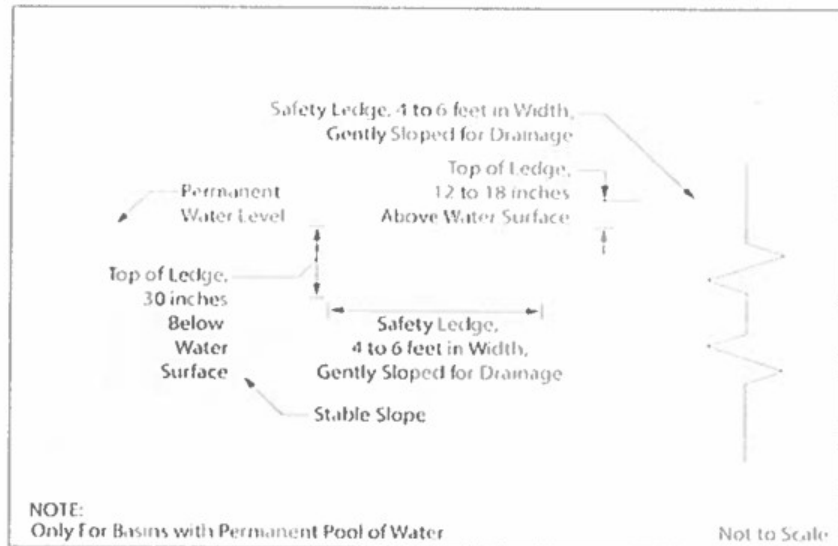 Safety Ledge, 4 to 6 feet in Width,
Gently Sloped for Drainage
Top of Ledge,
12 to 18 inches
Above Water Surface
Permanent
Water Level
Top of Ledge,
30 inches
Below
Water
Surface
Safety Ledge,
4 to 6 feet in Width,
Gently Sloped for Drainage
Stable Slope
NOTE:
Only For Basins with Permanent Pool of Water
Not to Scale